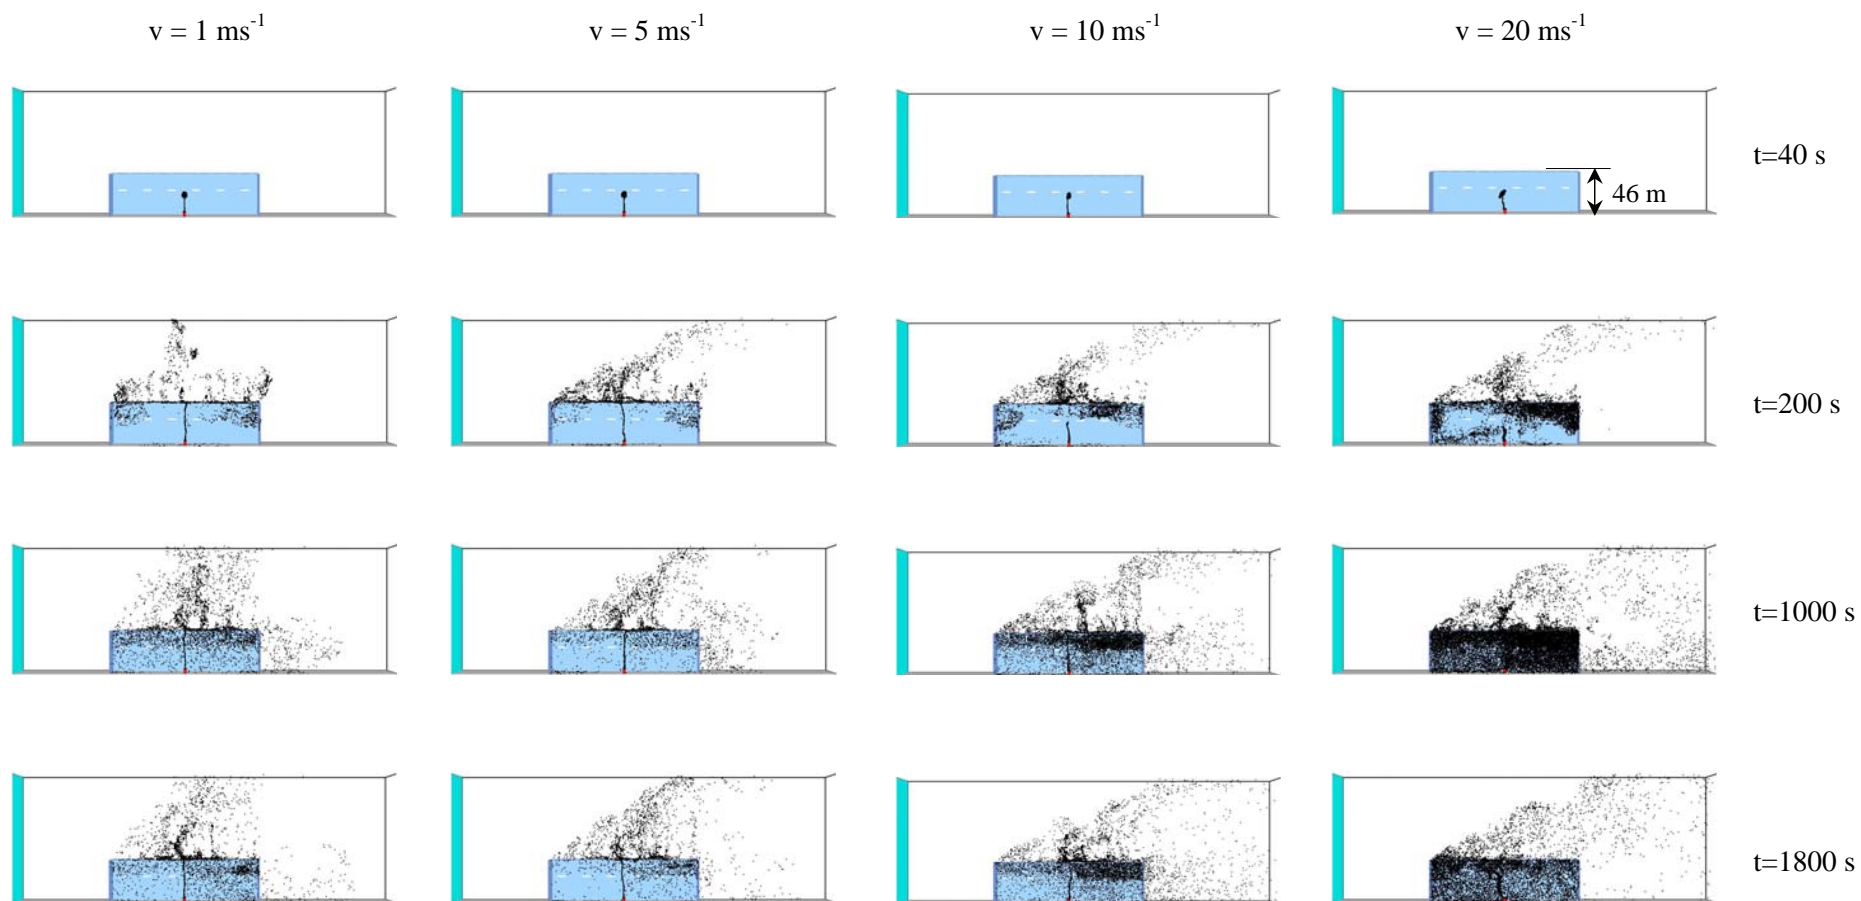 v = 1 ms-1 v = 5 ms-1 v = 10 ms-1 v = 20 ms-1
t=40 s
46 m
t=200 s
t=1000 s
t=1800 s